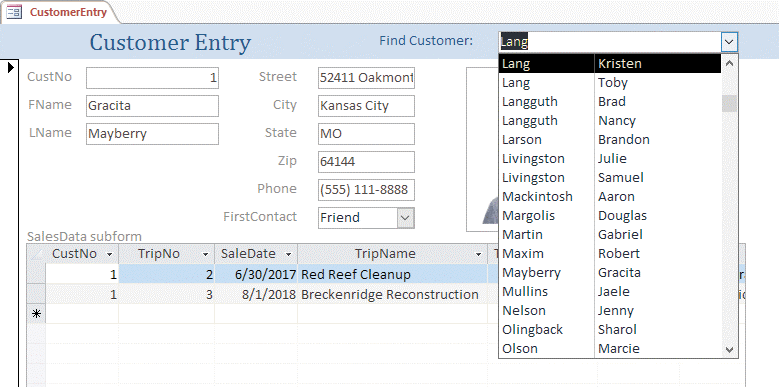 CustomerEntry
Customer Entry Find Customer: Lang
CustNo 1 Street 52411 Oakmont
FName Gracita City Kansas City
LName Mayberry State MO
Zip 64144
Phone (555) 111-8888
FirstContact Friend
Lang Kristen
Lang Toby
Langguth Brad
Langguth Nancy
Larson Brandon
Livingston Julie
Livingston Samuel
Mackintosh Aaron
Margolis Douglas
Martin Gabriel
Maxim Robert
Mayberry Gracita
Mullins Jaele
Nelson Jenny
Olingback Sharol
Olson Marcie
SalesData subform
CustNo TripNo SaleDate TripName
1 2 6/30/2017 Red Reef Cleanup
1 3 8/1/2018 Breckenridge Reconstruction